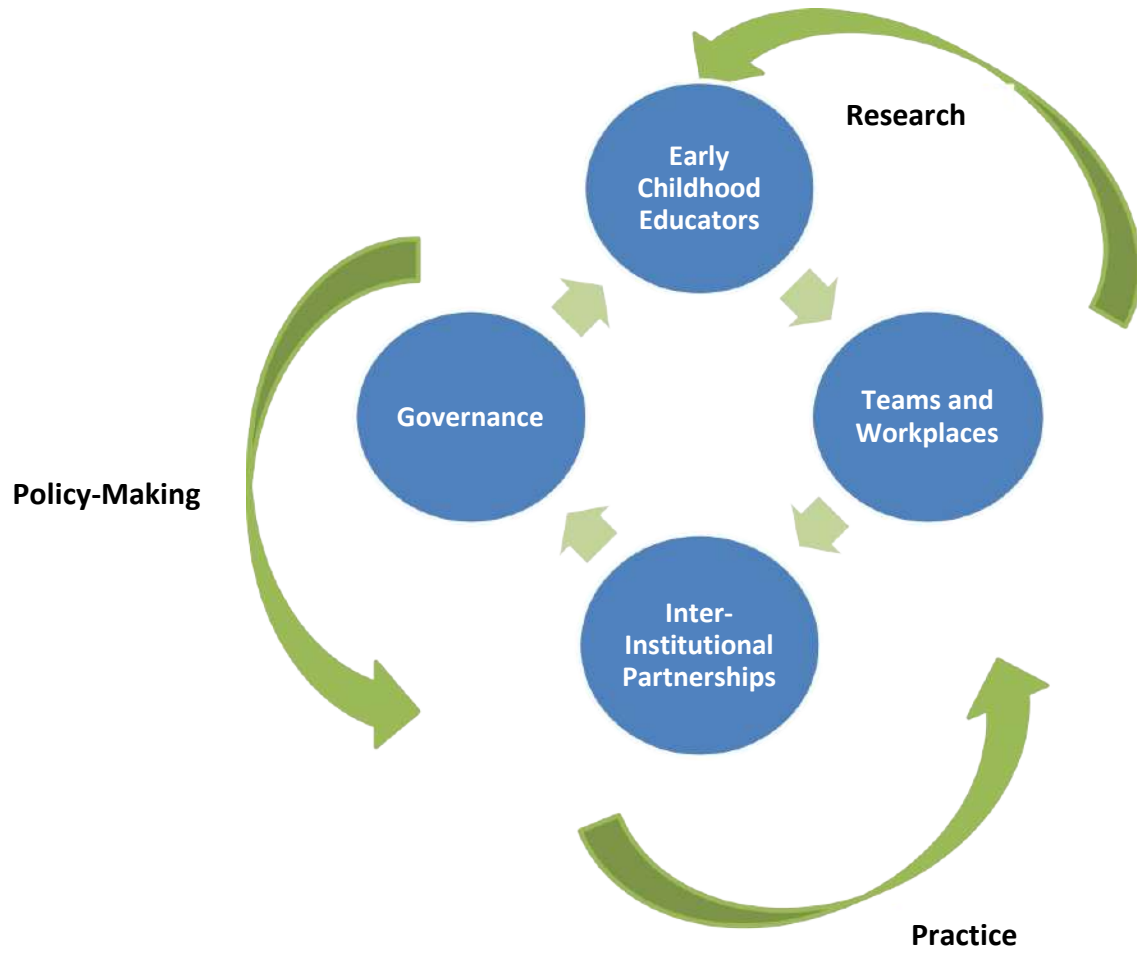 Research
Early
Childhood
Educators
Governance
Teams and
Workplaces
Policy-Making
Inter-
Institutional
Partnerships
Practice